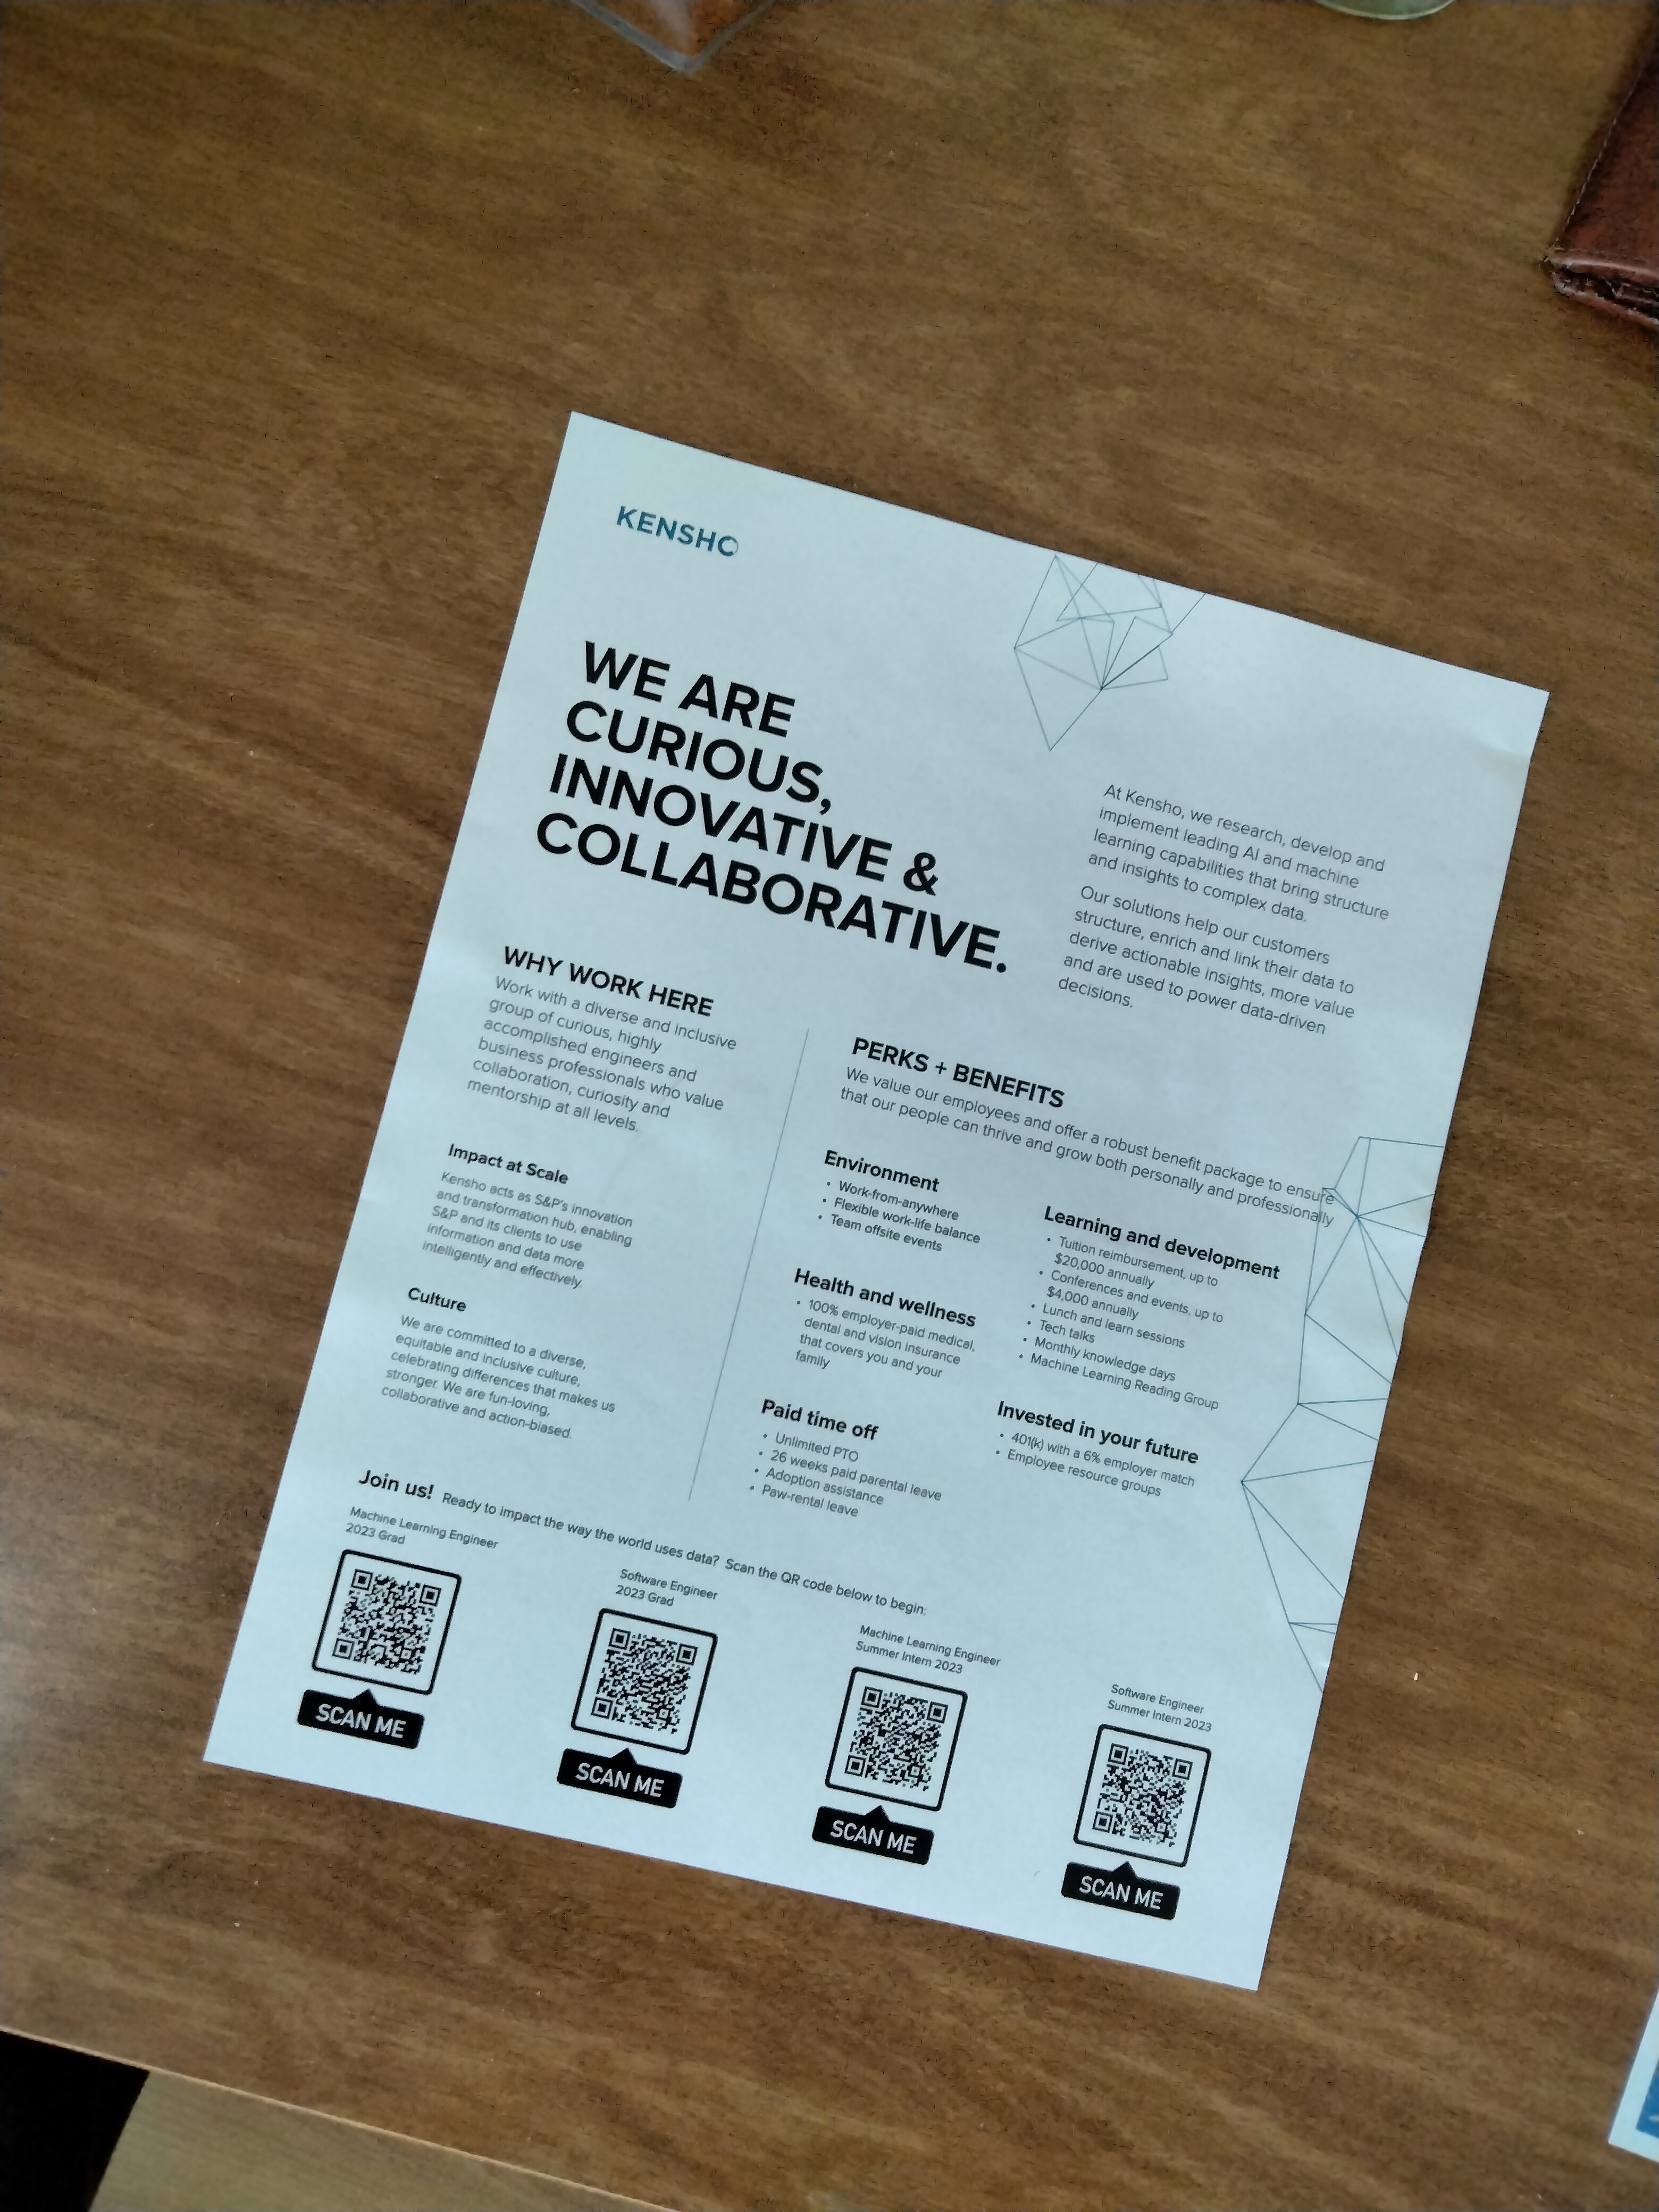 KENSHO
WE ARE
CURIOUS,
INNOVATIVE &
COLLABORATIVE.
At Kensho, we research, develop and
implement leading AI and machine
learning capabilities that bring structure
and insights to complex data.
Our solutions help our customers
structure, enrich and link their data to
derive actionable insights, more value
and are used to power data-driven
decisions.
WHY WORK HERE
Work with a diverse and inclusive
group of curious, highly
accomplished engineers and
business professionals who value
collaboration, curiosity and
mentorship at all levels.
Impact at Scale
Kensho acts as S&P's innovation
and transformation hub, enabling
S&P and its clients to use
information and data more
intelligently and effectively.
Culture
We are committed to a diverse,
equitable and inclusive culture,
celebrating differences that makes us
stronger. We are fun-loving,
collaborative and action-biased.
PERKS + BENEFITS
We value our employees and offer a robust benefit package to ensure
that our people can thrive and grow both personally and professionally
Environment
• Work-from-anywhere
• Flexible work-life balance
• Team offsite events
Health and wellness
• 100% employer-paid medical,
dental and vision insurance
that covers you and your
family
Paid time off
• Unlimited PTO
• 26 weeks paid parental leave
• Adoption assistance
• Paw-rental leave
Learning and development
• Tuition reimbursement, up to
$20,000 annually
• Conferences and events, up to
$4,000 annually
• Lunch and learn sessions
• Tech talks
• Monthly knowledge days
• Machine Learning Reading Group
Invested in your future
• 401(k) with a 6% employer match
• Employee resource groups
Join us! Ready to impact the way the world uses data? Scan the QR code below to begin:
Machine Learning Engineer
2023 Grad
SCAN ME
Software Engineer
2023 Grad
SCAN ME
Machine Learning Engineer
Summer Intern 2023
SCAN ME
Software Engineer
Summer Intern 2023
SCAN ME